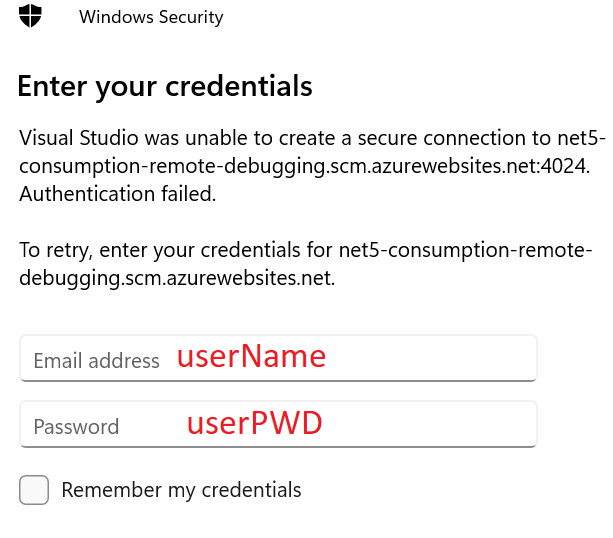 Windows Security
Enter your credentials
Visual Studio was unable to create a secure connection to net5-
consumption-remote-debugging.scm.azurewebsites.net:4024.
Authentication failed.
To retry, enter your credentials for net5-consumption-remote-
debugging.scm.azurewebsites.net.
Email address userName
Password userPWD
Remember my credentials